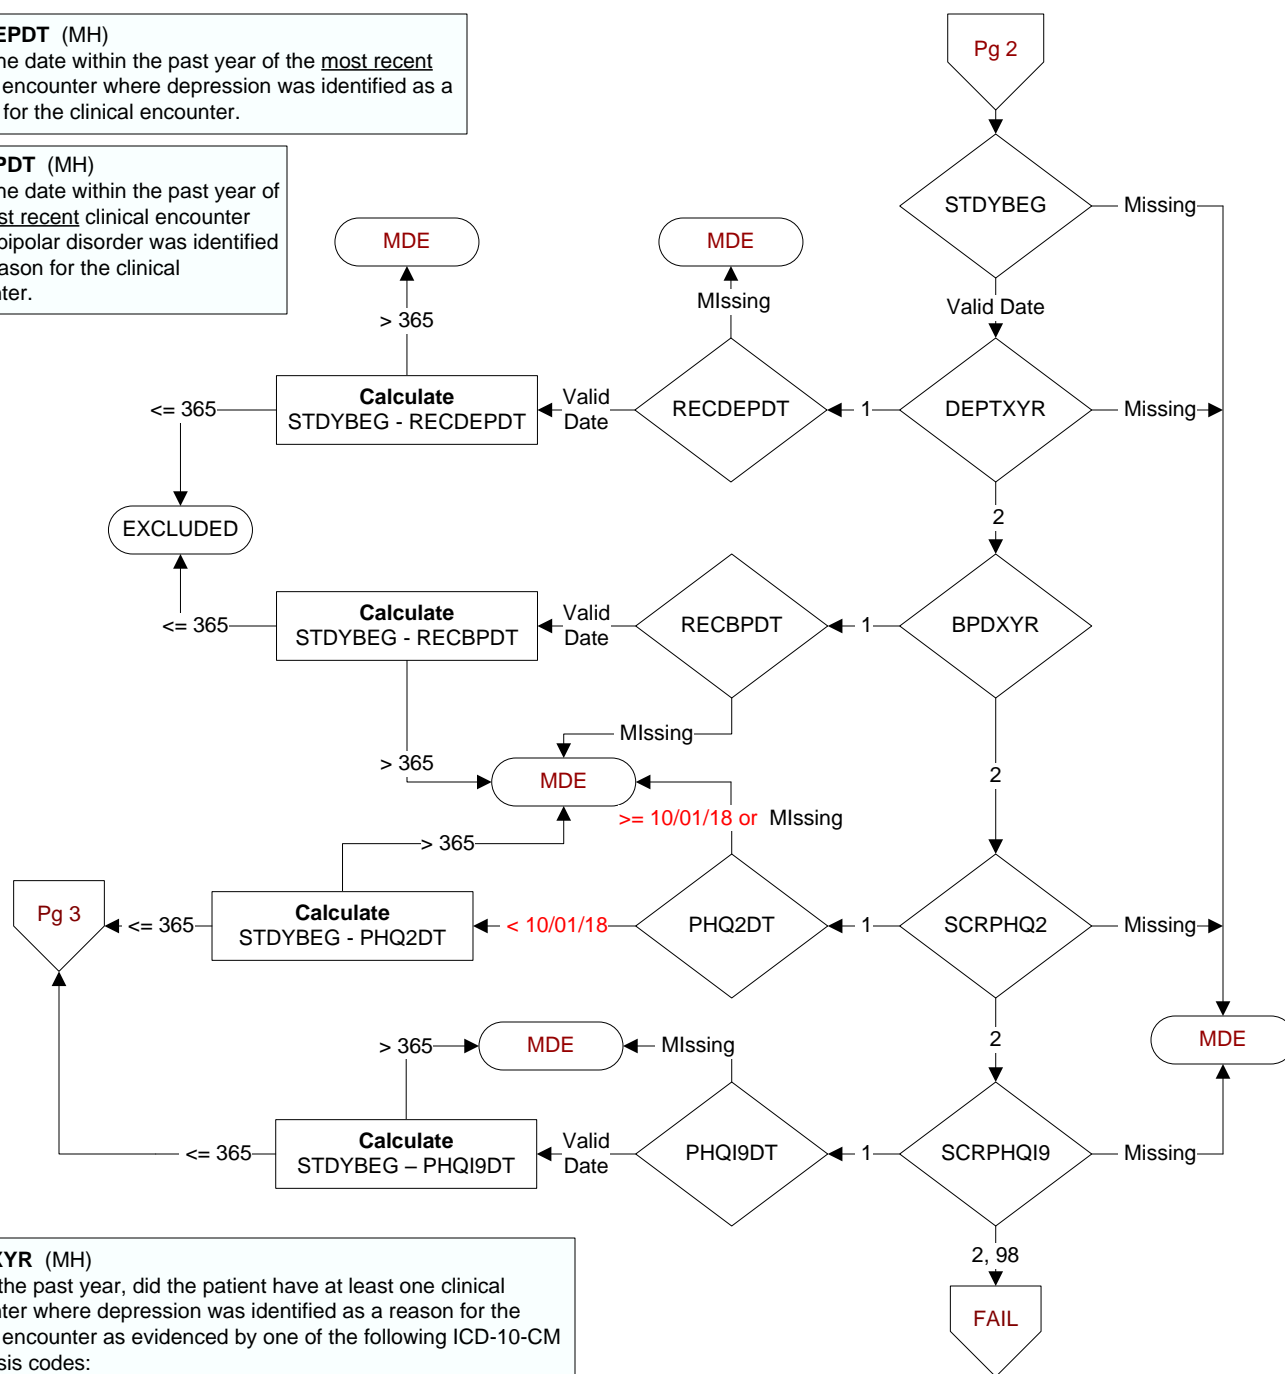 EPDT (MH)
ne date within the past year of the most recent
encounter where depression was identified as a
for the clinical encounter.
PDT (MH)
ne date within the past year of
st recent clinical encounter
bipolar disorder was identified
ason for the clinical
nter.
Pg 2
STDYBEG
Missing
Valid Date
MDE
MDE
> 365
MIssing
<= 365
Calculate
STDYBEG - RECDEPDT
Valid
Date
RECDEPDT
1
DEPTXYR
Missing
EXCLUDED
2
<= 365
Calculate
STDYBEG - RECBPDT
Valid
Date
RECBPDT
1
BPDXYR
MIssing
> 365
MDE
2
>= 10/01/18 or MIssing
> 365
Pg 3
<= 365
Calculate
STDYBEG - PHQ2DT
< 10/01/18
PHQ2DT
1
SCRPHQ2
Missing
2
MDE
> 365
MDE
MIssing
<= 365
Calculate
STDYBEG – PHQI9DT
Valid
Date
PHQI9DT
1
SCRPHQI9
Missing
2, 98
FAIL
XYR (MH)
the past year, did the patient have at least one clinical
nter where depression was identified as a reason for the
encounter as evidenced by one of the following ICD-10-CM
sis codes: